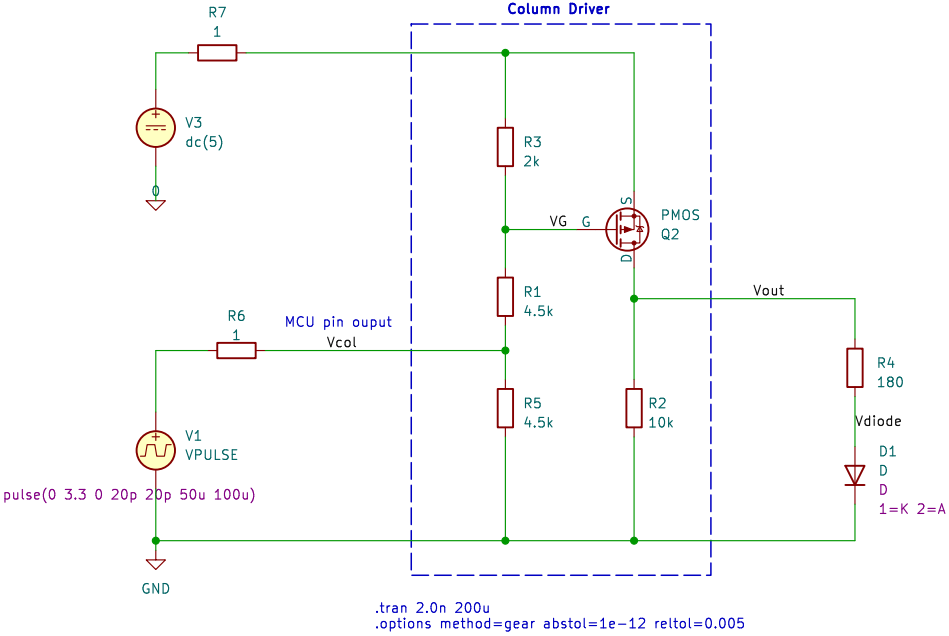 Column Driver
R7
1
V3
dc(5)
0
R3
2k
S
PMOS
Q2
VG
G
D
R1
4.5k
Vout
R6
1
MCU pin ouput
Vcol
R4
180
R5
4.5k
R2
10k
Vdiode
V1
VPULSE
D1
D
D
1=K 2=A
pulse(0 3.3 0 20p 20p 50u 100u)
GND
.tran 2.0n 200u
.options method=gear abstol=1e-12 reltol=0.005